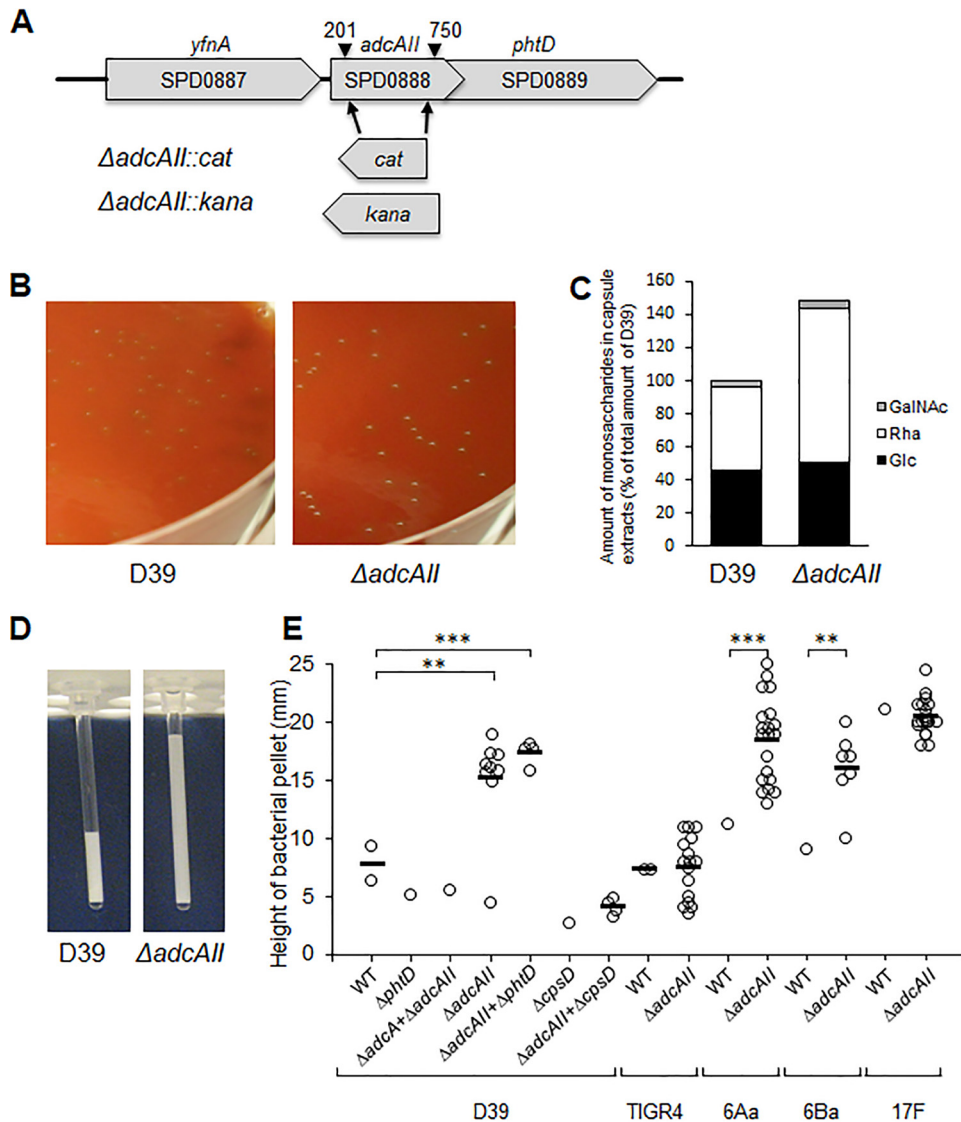 A
201 adcAII 750
yfnA phtD
SPD0887 SPD0888 SPD0889
ΔadcAII::cat cat
ΔadcAII::kana kana
B
D39 ΔadcAII
C
Amount of monosaccharides in capsule
extracts (% of total amount of D39)
160
140
120
100
80
60
40
20
0
GalNAc
Rha
Glc
D39 ΔadcAII
D
D39 ΔadcAII
E
Height of bacterial pellet (mm)
25
20
15
10
5
0
***
**
***
**
WT
ΔphtD
ΔadcA+ΔadcAII
ΔadcAII
ΔadcAII+ΔphtD
ΔcpsD
ΔadcAII+ΔcpsD
WT
ΔadcAII
WT
ΔadcAII
WT
ΔadcAII
WT
ΔadcAII
D39 TIGR4 6Aa 6Ba 17F